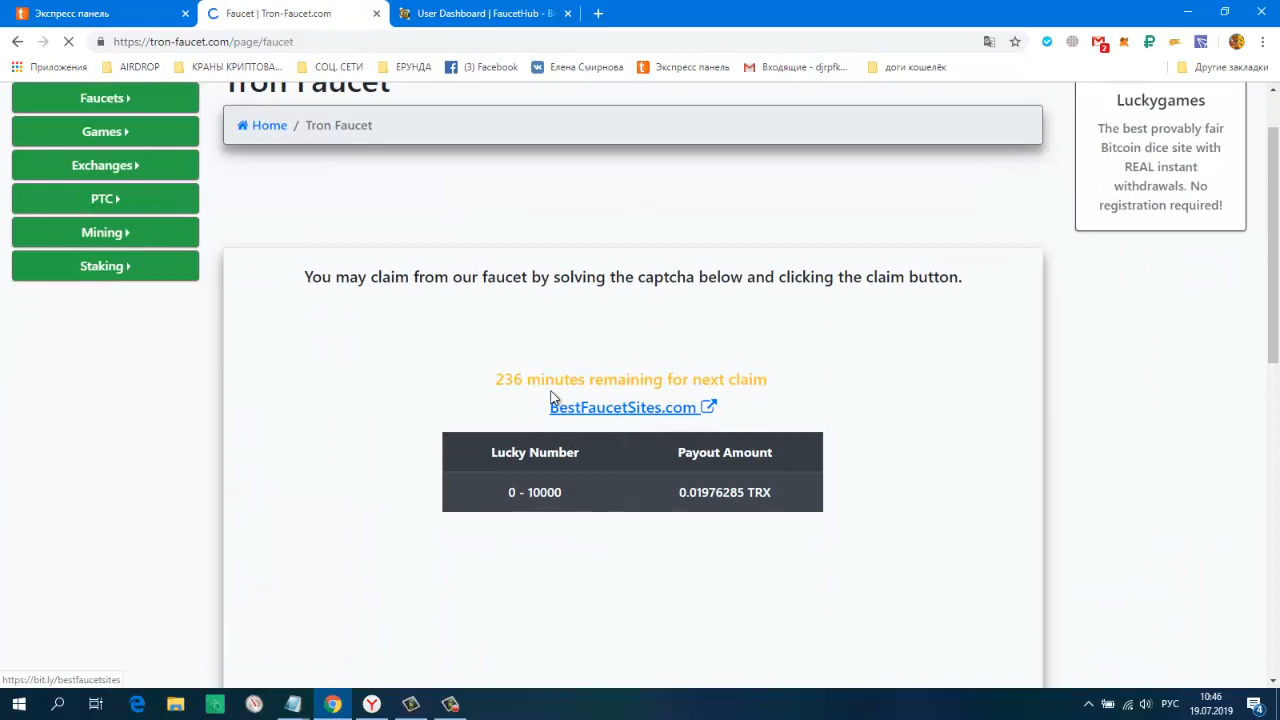 Экспресс панель
Faucet | Tron-Faucet.com
User Dashboard | FaucetHub - Bi
https://tron-faucet.com/page/faucet
2
Приложения
AIRDROP
КРАНЫ КРИПТОВА...
СОЦ. СЕТИ
ЕРУНДА
(3) Facebook
Елена Смирнова
Экспресс панель
Входящие - djrpfk...
доги кошелёк
Другие закладки
Tron Faucet
Home / Tron Faucet
Faucets
Games
Exchanges
PTC
Mining
Staking
Luckygames
The best provably fair
Bitcoin dice site with
REAL instant
withdrawals. No
registration required!
You may claim from our faucet by solving the captcha below and clicking the claim button.
236 minutes remaining for next claim
BestFaucetSites.com
Lucky Number Payout Amount
0 - 10000 0.01976285 TRX
https://bit.ly/bestfaucetsites
РУС
10:46
19.07.2019
4